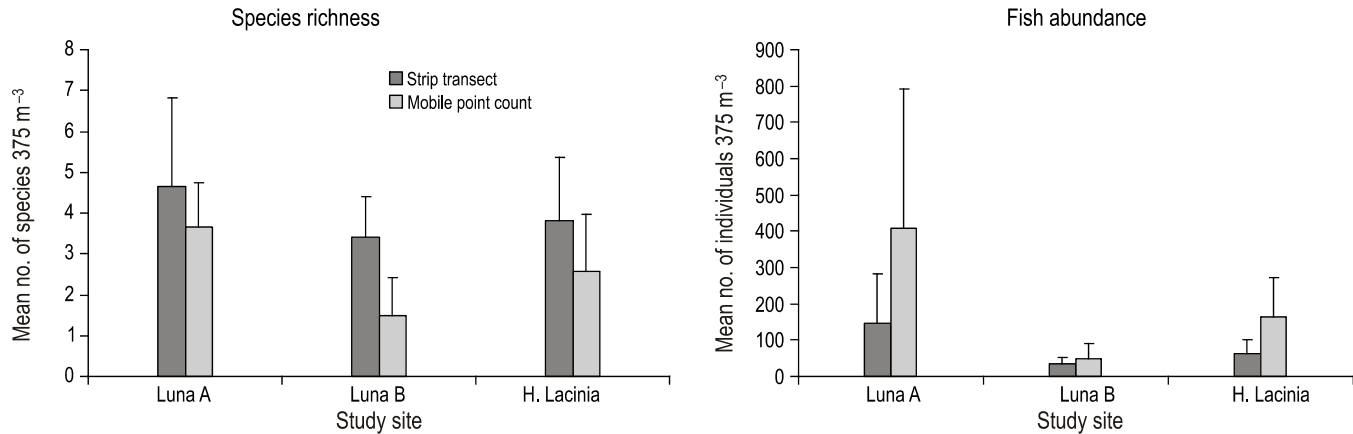 Species richness
Mean no. of species 375 m⁻³
8
7
6
5
4
3
2
1
0
Strip transect
Mobile point count
Luna A
Luna B
H. Lacinia
Study site
Fish abundance
Mean no. of individuals 375 m⁻³
900
800
700
600
500
400
300
200
100
0
Luna A
Luna B
H. Lacinia
Study site